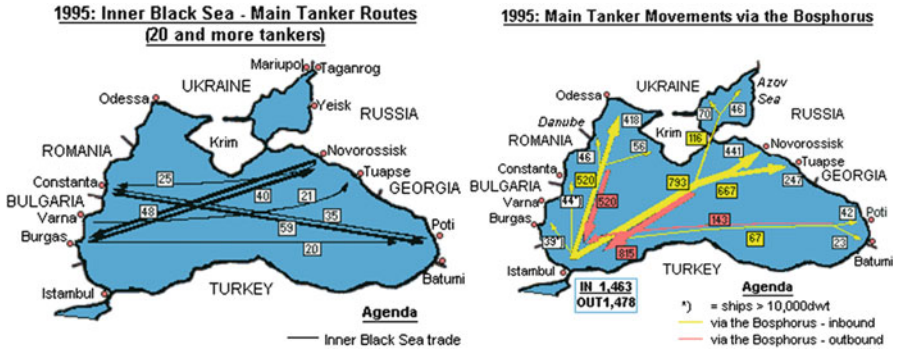 1995: Inner Black Sea - Main Tanker Routes
(20 and more tankers)
Mariupol
Taganrog
UKRAINE
Odessa
Yeisk
RUSSIA
Krim
ROMANIA
Novorossisk
Tuapse
25
Constanta
40
21
GEORGIA
BULGARIA
Varna
48
35
59
Poti
Burgas
20
Batumi
Istambul
TURKEY
Agenda
Inner Black Sea trade
1995: Main Tanker Movements via the Bosphorus
UKRAINE
Azov
Sea
Odessa
46
RUSSIA
70
Danube
418
Krim
116
ROMANIA
56
441
Novorossisk
46
Tuapse
Constanta
520
793
667
247
GEORGIA
BULGARIA
44*)
520
Varna
143
42
Poti
Burgas
39*)
815
67
23
Batumi
Istambul
TURKEY
IN 1,463
OUT1,478
Agenda
*) = ships > 10,000dwt
via the Bosphorus - inbound
via the Bosphorus - outbound